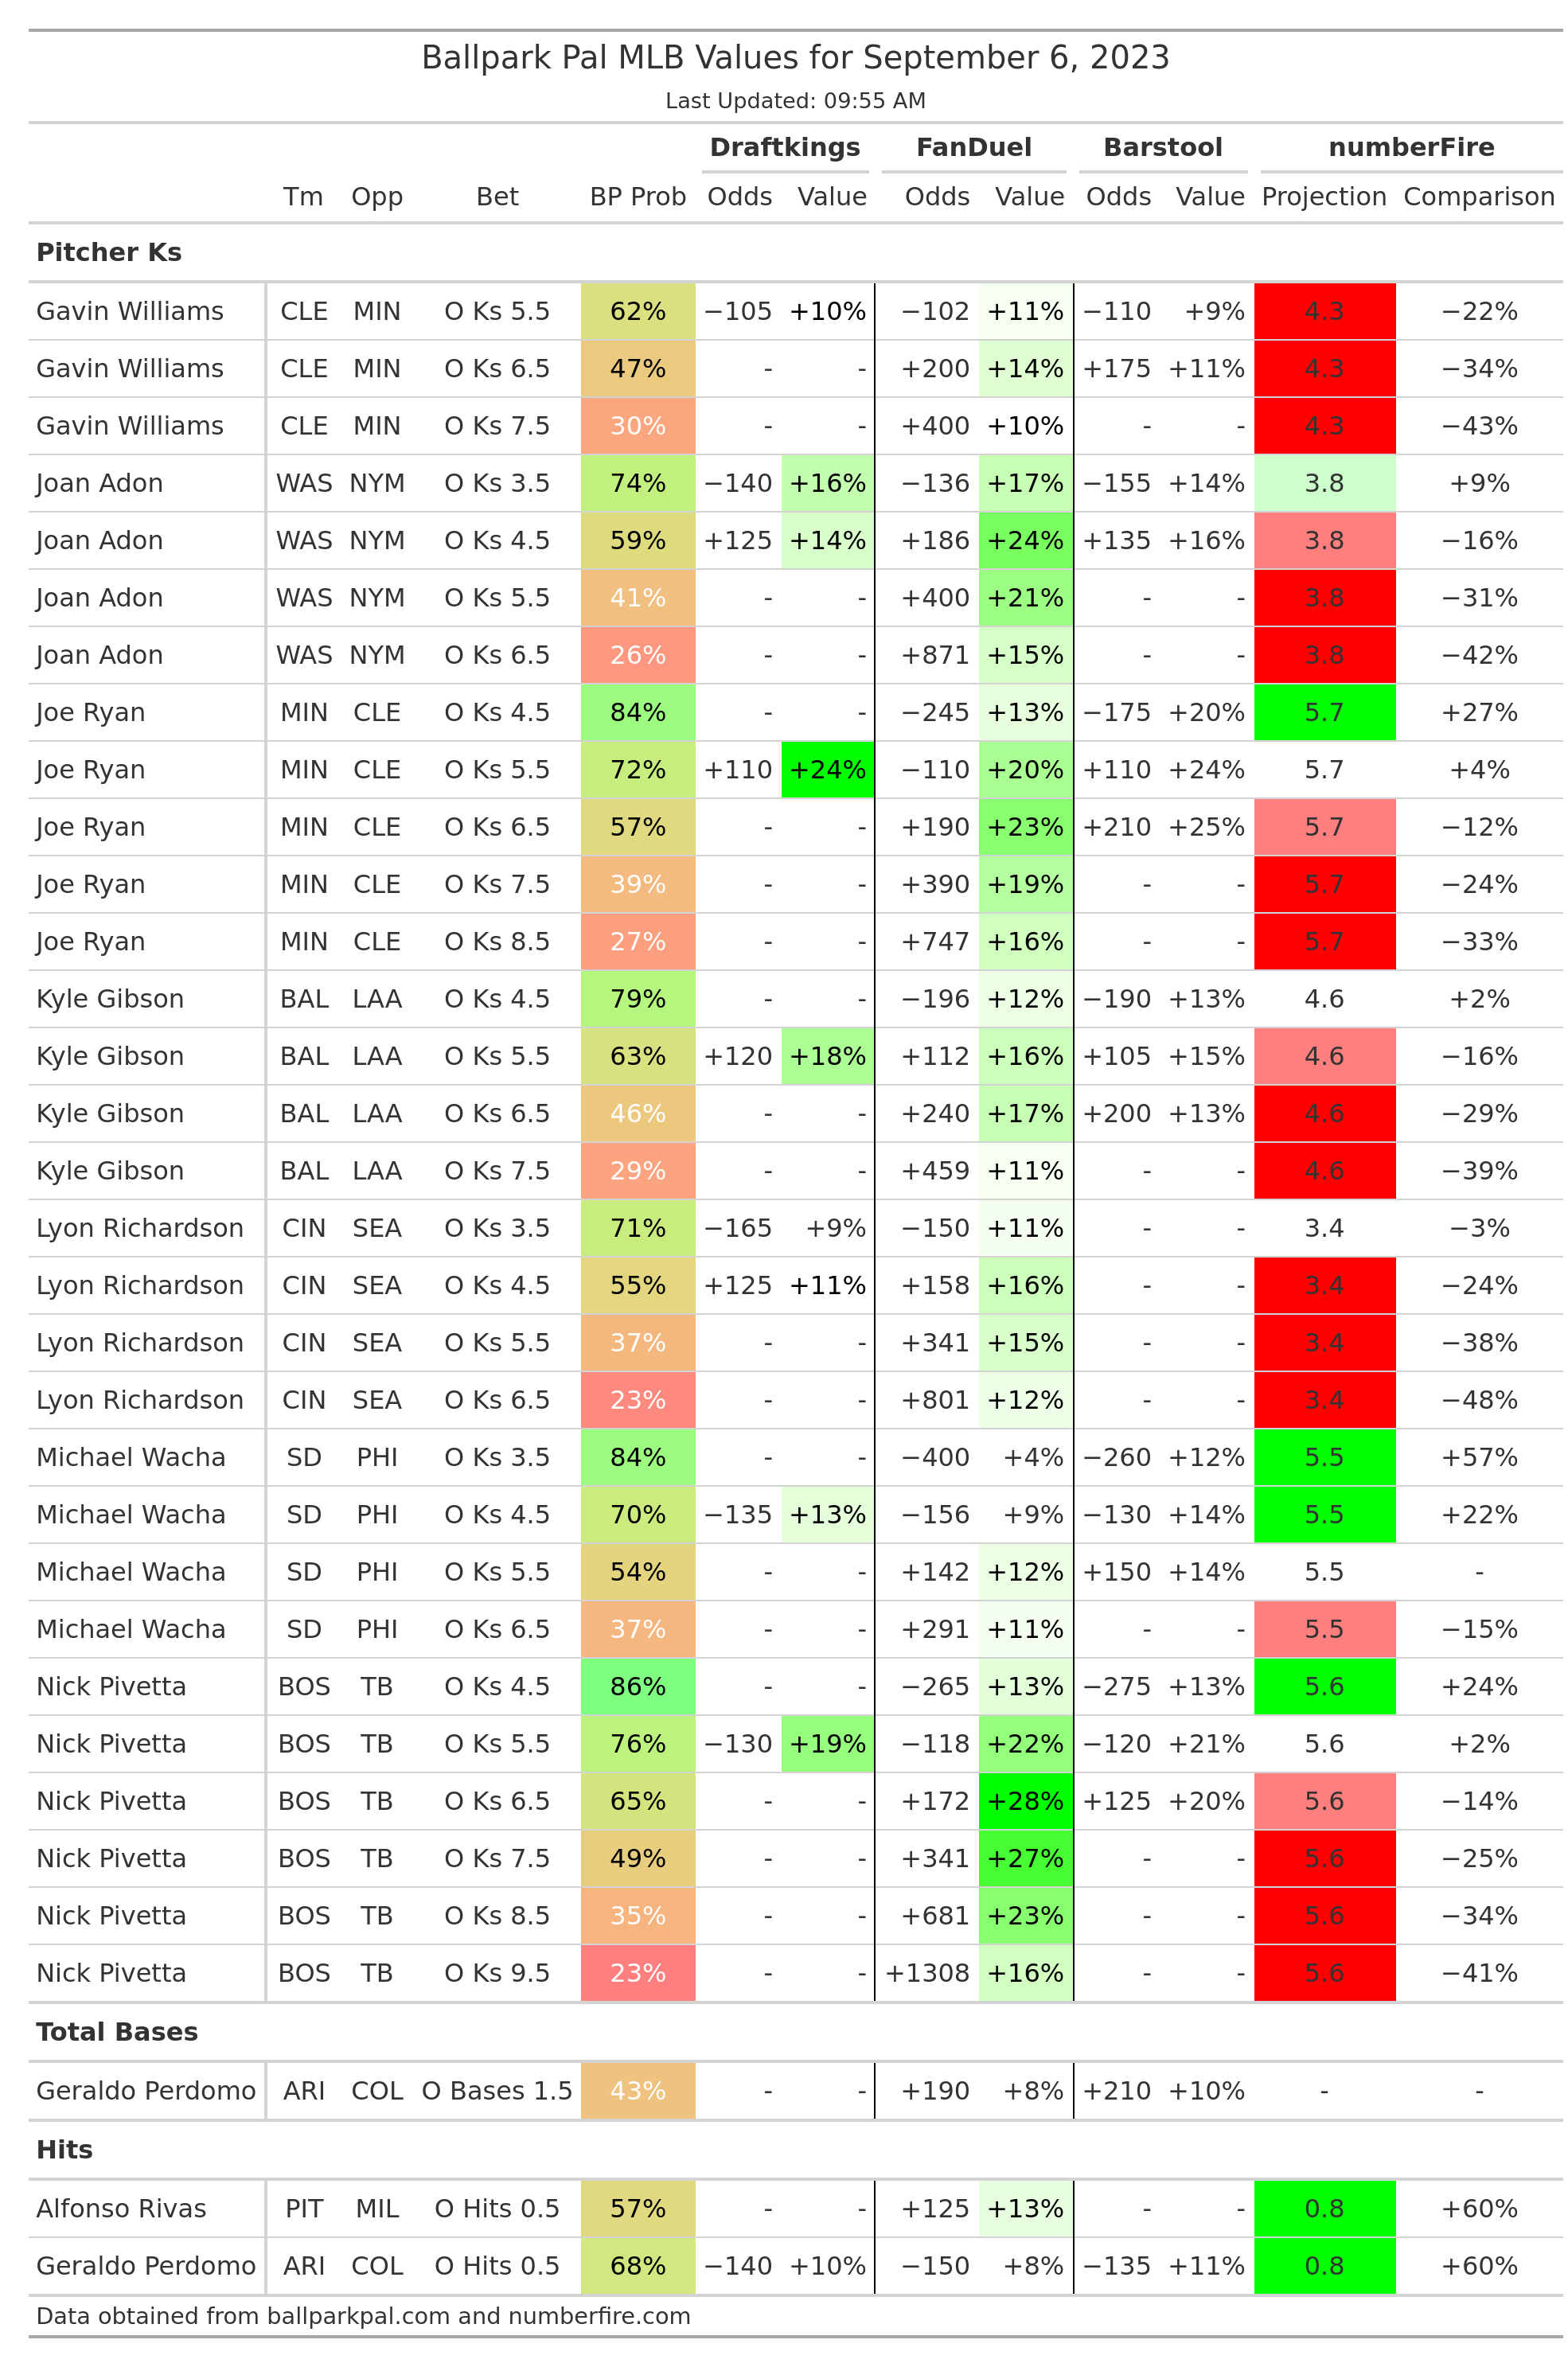 Ballpark Pal MLB Values for September 6, 2023
Last Updated: 09:55 AM
Draftkings FanDuel Barstool numberFire
Tm Opp Bet BP Prob Odds Value Odds Value Odds Value Projection Comparison
Pitcher Ks
Gavin Williams CLE MIN O Ks 5.5 62% −105 +10% −102 +11% −110 +9% 4.3 −22%
Gavin Williams CLE MIN O Ks 6.5 47% - - +200 +14% +175 +11% 4.3 −34%
Gavin Williams CLE MIN O Ks 7.5 30% - - +400 +10% - - 4.3 −43%
Joan Adon WAS NYM O Ks 3.5 74% −140 +16% −136 +17% −155 +14% 3.8 +9%
Joan Adon WAS NYM O Ks 4.5 59% +125 +14% +186 +24% +135 +16% 3.8 −16%
Joan Adon WAS NYM O Ks 5.5 41% - - +400 +21% - - 3.8 −31%
Joan Adon WAS NYM O Ks 6.5 26% - - +871 +15% - - 3.8 −42%
Joe Ryan MIN CLE O Ks 4.5 84% - - −245 +13% −175 +20% 5.7 +27%
Joe Ryan MIN CLE O Ks 5.5 72% +110 +24% −110 +20% +110 +24% 5.7 +4%
Joe Ryan MIN CLE O Ks 6.5 57% - - +190 +23% +210 +25% 5.7 −12%
Joe Ryan MIN CLE O Ks 7.5 39% - - +390 +19% - - 5.7 −24%
Joe Ryan MIN CLE O Ks 8.5 27% - - +747 +16% - - 5.7 −33%
Kyle Gibson BAL LAA O Ks 4.5 79% - - −196 +12% −190 +13% 4.6 +2%
Kyle Gibson BAL LAA O Ks 5.5 63% +120 +18% +112 +16% +105 +15% 4.6 −16%
Kyle Gibson BAL LAA O Ks 6.5 46% - - +240 +17% +200 +13% 4.6 −29%
Kyle Gibson BAL LAA O Ks 7.5 29% - - +459 +11% - - 4.6 −39%
Lyon Richardson CIN SEA O Ks 3.5 71% −165 +9% −150 +11% - - 3.4 −3%
Lyon Richardson CIN SEA O Ks 4.5 55% +125 +11% +158 +16% - - 3.4 −24%
Lyon Richardson CIN SEA O Ks 5.5 37% - - +341 +15% - - 3.4 −38%
Lyon Richardson CIN SEA O Ks 6.5 23% - - +801 +12% - - 3.4 −48%
Michael Wacha SD PHI O Ks 3.5 84% - - −400 +4% −260 +12% 5.5 +57%
Michael Wacha SD PHI O Ks 4.5 70% −135 +13% −156 +9% −130 +14% 5.5 +22%
Michael Wacha SD PHI O Ks 5.5 54% - - +142 +12% +150 +14% 5.5 -
Michael Wacha SD PHI O Ks 6.5 37% - - +291 +11% - - 5.5 −15%
Nick Pivetta BOS TB O Ks 4.5 86% - - −265 +13% −275 +13% 5.6 +24%
Nick Pivetta BOS TB O Ks 5.5 76% −130 +19% −118 +22% −120 +21% 5.6 +2%
Nick Pivetta BOS TB O Ks 6.5 65% - - +172 +28% +125 +20% 5.6 −14%
Nick Pivetta BOS TB O Ks 7.5 49% - - +341 +27% - - 5.6 −25%
Nick Pivetta BOS TB O Ks 8.5 35% - - +681 +23% - - 5.6 −34%
Nick Pivetta BOS TB O Ks 9.5 23% - - +1308 +16% - - 5.6 −41%
Total Bases
Geraldo Perdomo ARI COL O Bases 1.5 43% - - +190 +8% +210 +10% - -
Hits
Alfonso Rivas PIT MIL O Hits 0.5 57% - - +125 +13% - - 0.8 +60%
Geraldo Perdomo ARI COL O Hits 0.5 68% −140 +10% −150 +8% −135 +11% 0.8 +60%
Data obtained from ballparkpal.com and numberfire.com